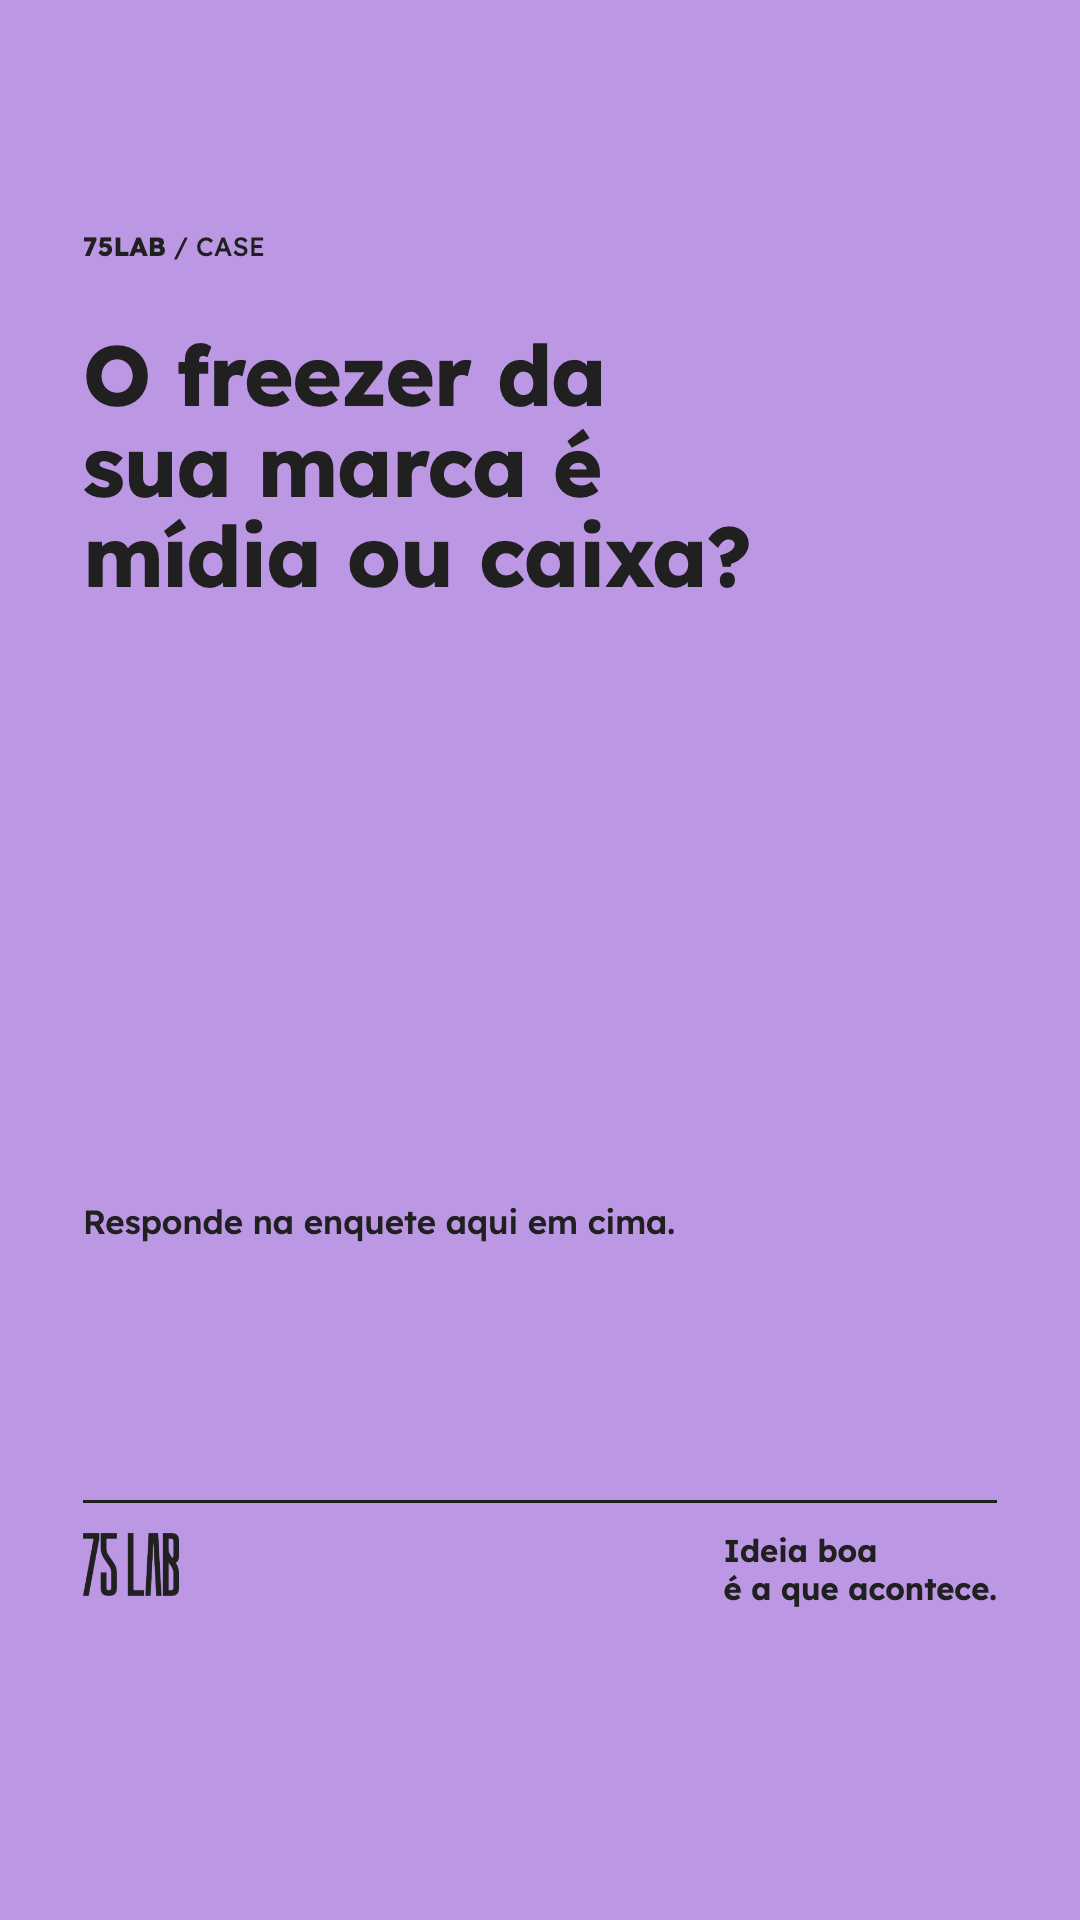 75LAB / CASE
O freezer da
sua marca é
mídia ou caixa?
Responde na enquete aqui em cima.
75 LAB
Ideia boa
é a que acontece.